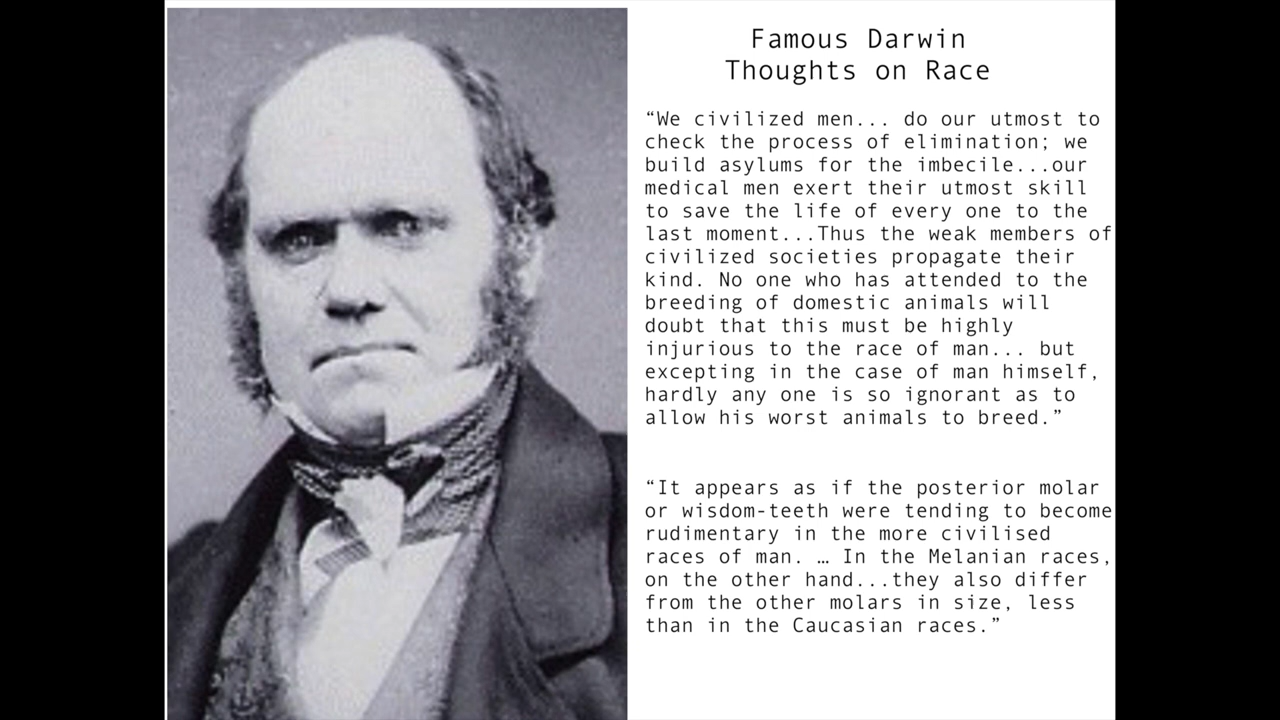 Famous Darwin
Thoughts on Race
“We civilized men... do our utmost to
check the process of elimination; we
build asylums for the imbecile...our
medical men exert their utmost skill
to save the life of every one to the
last moment...Thus the weak members of
civilized societies propagate their
kind. No one who has attended to the
breeding of domestic animals will
doubt that this must be highly
injurious to the race of man... but
excepting in the case of man himself,
hardly any one is so ignorant as to
allow his worst animals to breed.”
“It appears as if the posterior molar
or wisdom-teeth were tending to become
rudimentary in the more civilised
races of man. … In the Melanian races,
on the other hand...they also differ
from the other molars in size, less
than in the Caucasian races.”